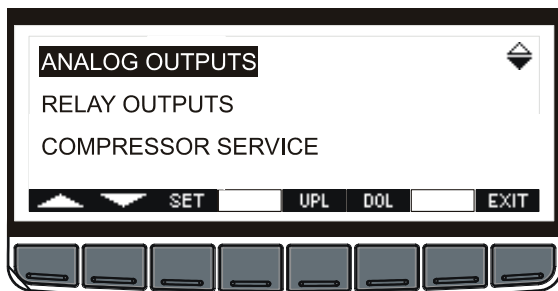 ANALOG OUTPUTS
RELAY OUTPUTS
COMPRESSOR SERVICE
SET UPL DOL EXIT